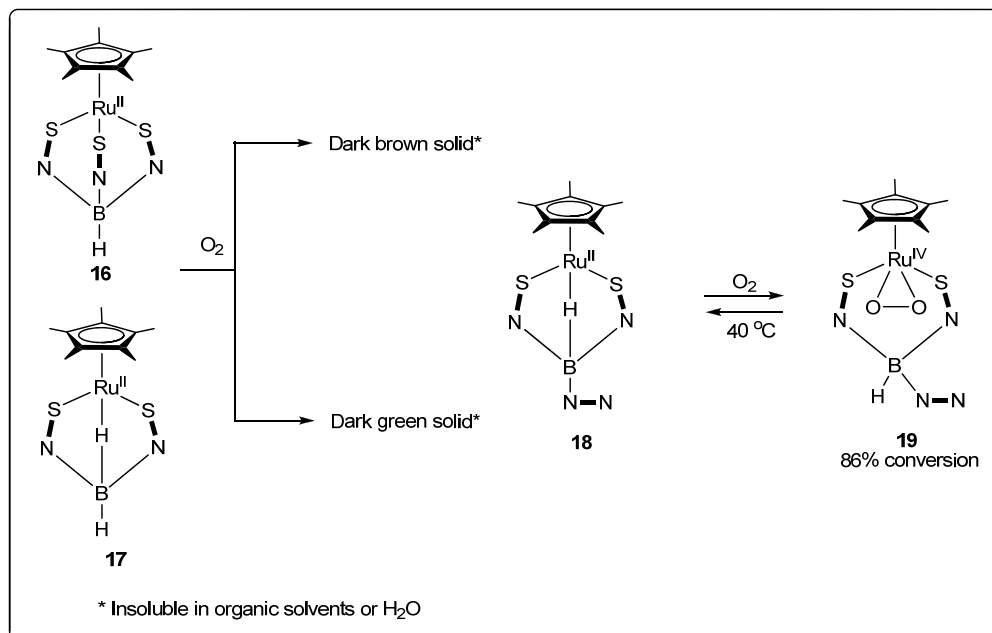 Ru^II
S
S
S
N
N
N
B
H
16
O2
Dark brown solid*
Ru^II
S
S
H
N
N
B
H
17
Dark green solid*
Ru^II
S
S
H
N
N
B
N
N
18
O2
40 °C
Ru^IV
S
S
O
O
N
N
B
H
N
N
19
86% conversion
* Insoluble in organic solvents or H2O